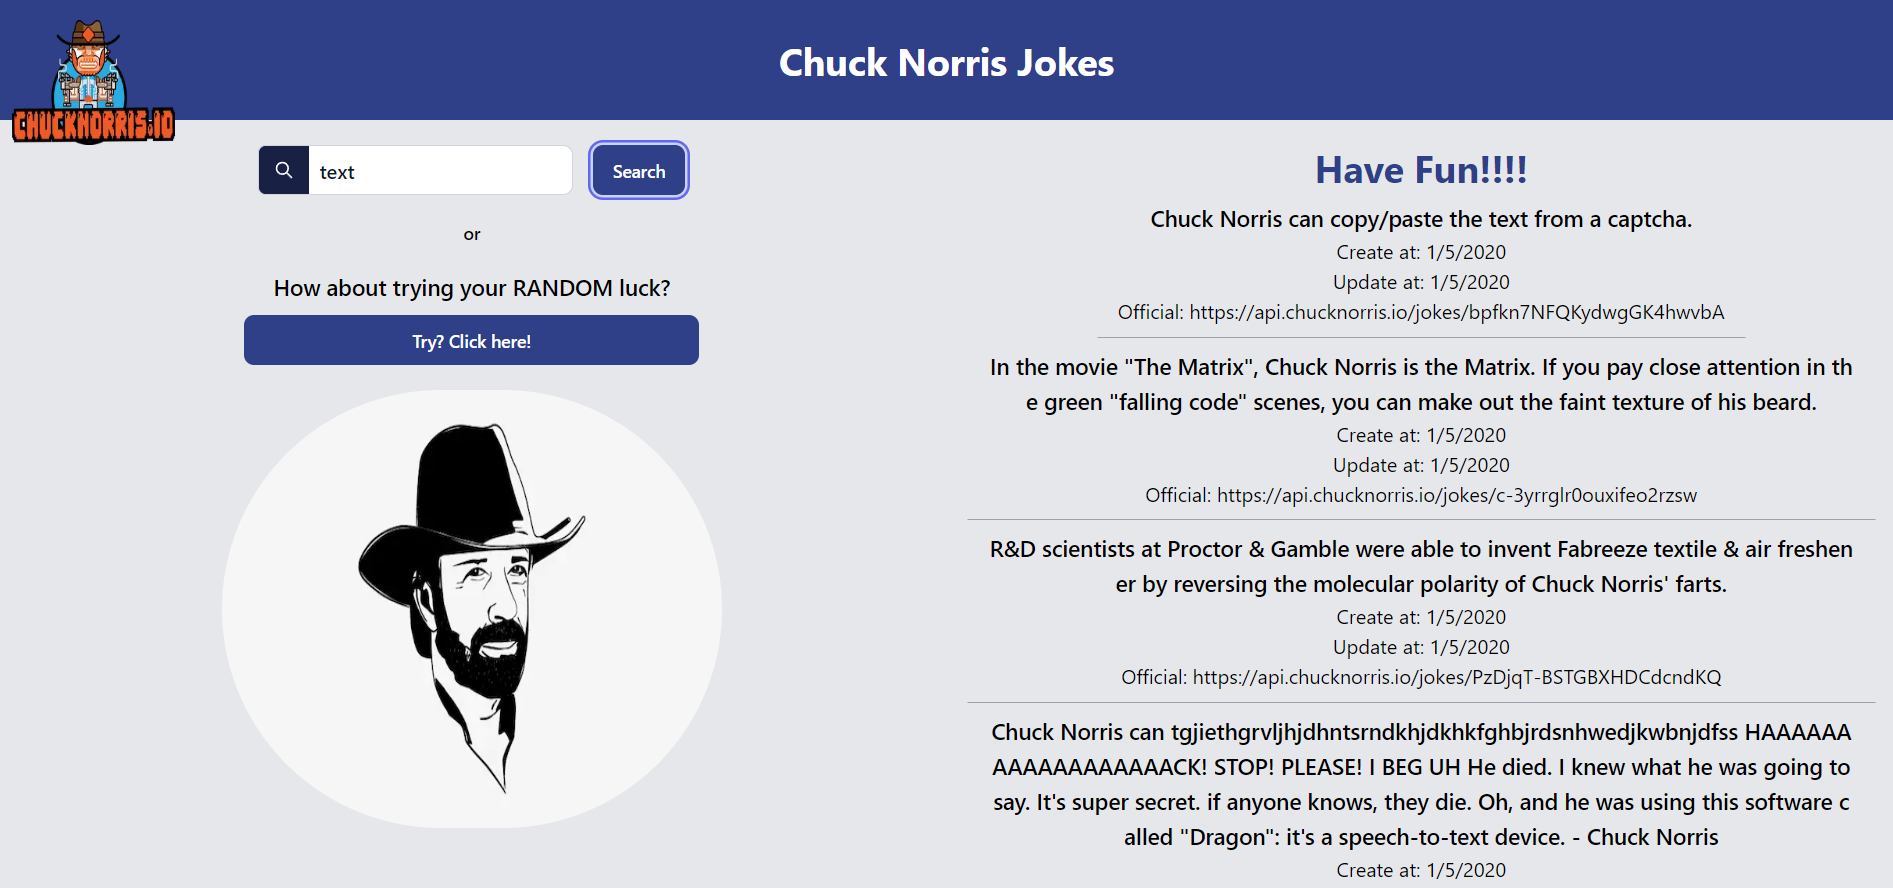 Chuck Norris Jokes
CHUCKNORRIS.IO
text
Search
or
How about trying your RANDOM luck?
Try? Click here!
Have Fun!!!!
Chuck Norris can copy/paste the text from a captcha.
Create at: 1/5/2020
Update at: 1/5/2020
Official: https://api.chucknorris.io/jokes/bpfkn7NFQKydwgGK4hwvbA
In the movie "The Matrix", Chuck Norris is the Matrix. If you pay close attention in th
e green "falling code" scenes, you can make out the faint texture of his beard.
Create at: 1/5/2020
Update at: 1/5/2020
Official: https://api.chucknorris.io/jokes/c-3yrrglr0ouxifeo2rzsw
R&D scientists at Proctor & Gamble were able to invent Fabreeze textile & air freshen
er by reversing the molecular polarity of Chuck Norris' farts.
Create at: 1/5/2020
Update at: 1/5/2020
Official: https://api.chucknorris.io/jokes/PzDjqT-BSTGBXHDCdcndKQ
Chuck Norris can tgjiethgrvljhjdhntsrndkhjdkhkfghbjrdsnhwedjkwbnjdfss HAAAAAA
AAAAAAAAAAAACK! STOP! PLEASE! I BEG UH He died. I knew what he was going to
say. It's super secret. if anyone knows, they die. Oh, and he was using this software c
alled "Dragon": it's a speech-to-text device. - Chuck Norris
Create at: 1/5/2020